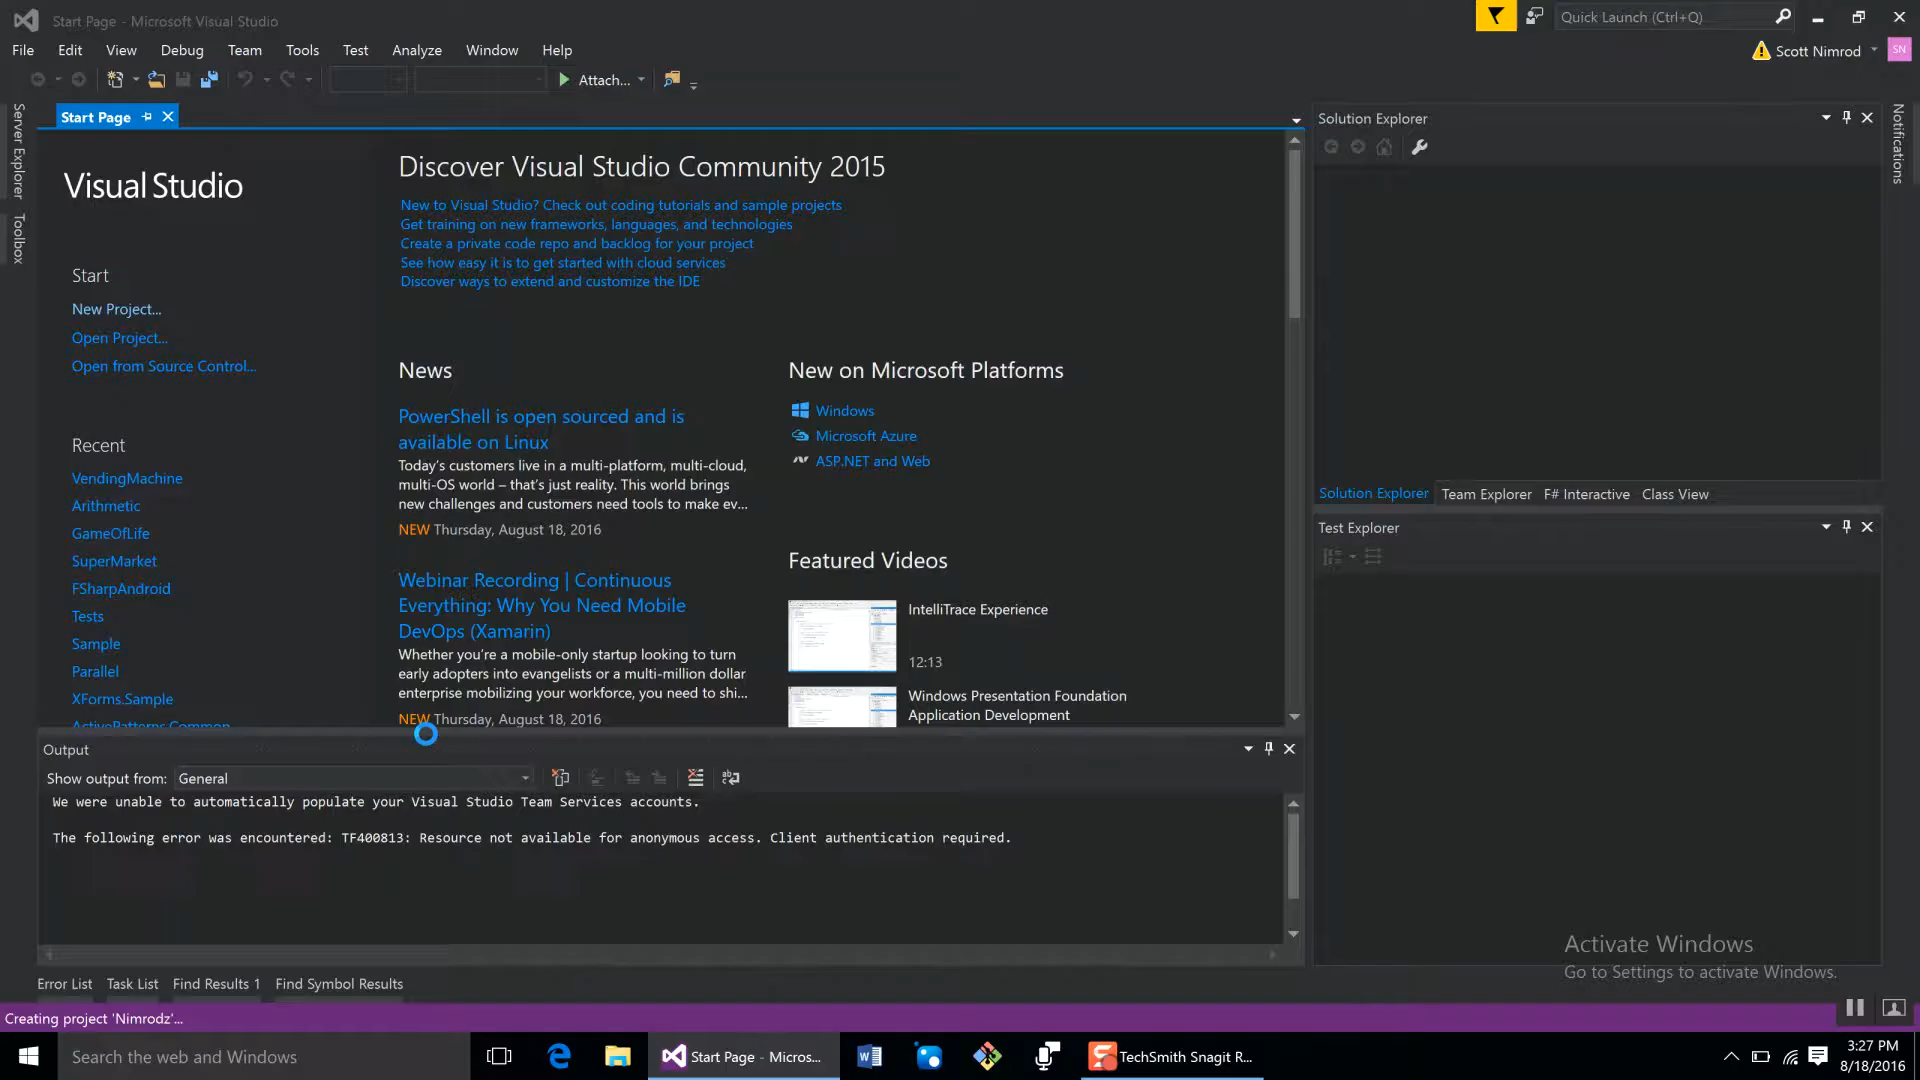 Start Page - Microsoft Visual Studio
Quick Launch (Ctrl+Q)
File Edit View Debug Team Tools Test Analyze Window Help
Scott Nimrod
SN
Attach...
Server Explorer
Toolbox
Start Page
Visual Studio
Start
New Project...
Open Project...
Open from Source Control...
Recent
VendingMachine
Arithmetic
GameOfLife
SuperMarket
FSharpAndroid
Tests
Sample
Parallel
XForms.Sample
ActivePatterns.Common
Discover Visual Studio Community 2015
New to Visual Studio? Check out coding tutorials and sample projects
Get training on new frameworks, languages, and technologies
Create a private code repo and backlog for your project
See how easy it is to get started with cloud services
Discover ways to extend and customize the IDE
News
PowerShell is open sourced and is
available on Linux
Today's customers live in a multi-platform, multi-cloud,
multi-OS world – that's just reality. This world brings
new challenges and customers need tools to make ev...
NEW Thursday, August 18, 2016
Webinar Recording | Continuous
Everything: Why You Need Mobile
DevOps (Xamarin)
Whether you're a mobile-only startup looking to turn
early adopters into evangelists or a multi-million dollar
enterprise mobilizing your workforce, you need to shi...
NEW Thursday, August 18, 2016
New on Microsoft Platforms
Windows
Microsoft Azure
ASP.NET and Web
Featured Videos
IntelliTrace Experience
12:13
Windows Presentation Foundation
Application Development
Solution Explorer
Notifications
Solution Explorer Team Explorer F# Interactive Class View
Test Explorer
Output
Show output from: General
We were unable to automatically populate your Visual Studio Team Services accounts.
The following error was encountered: TF400813: Resource not available for anonymous access. Client authentication required.
Activate Windows
Go to Settings to activate Windows.
Error List Task List Find Results 1 Find Symbol Results
Creating project 'Nimrodz'...
Search the web and Windows
Start Page - Micros...
TechSmith Snagit R...
3:27 PM
8/18/2016